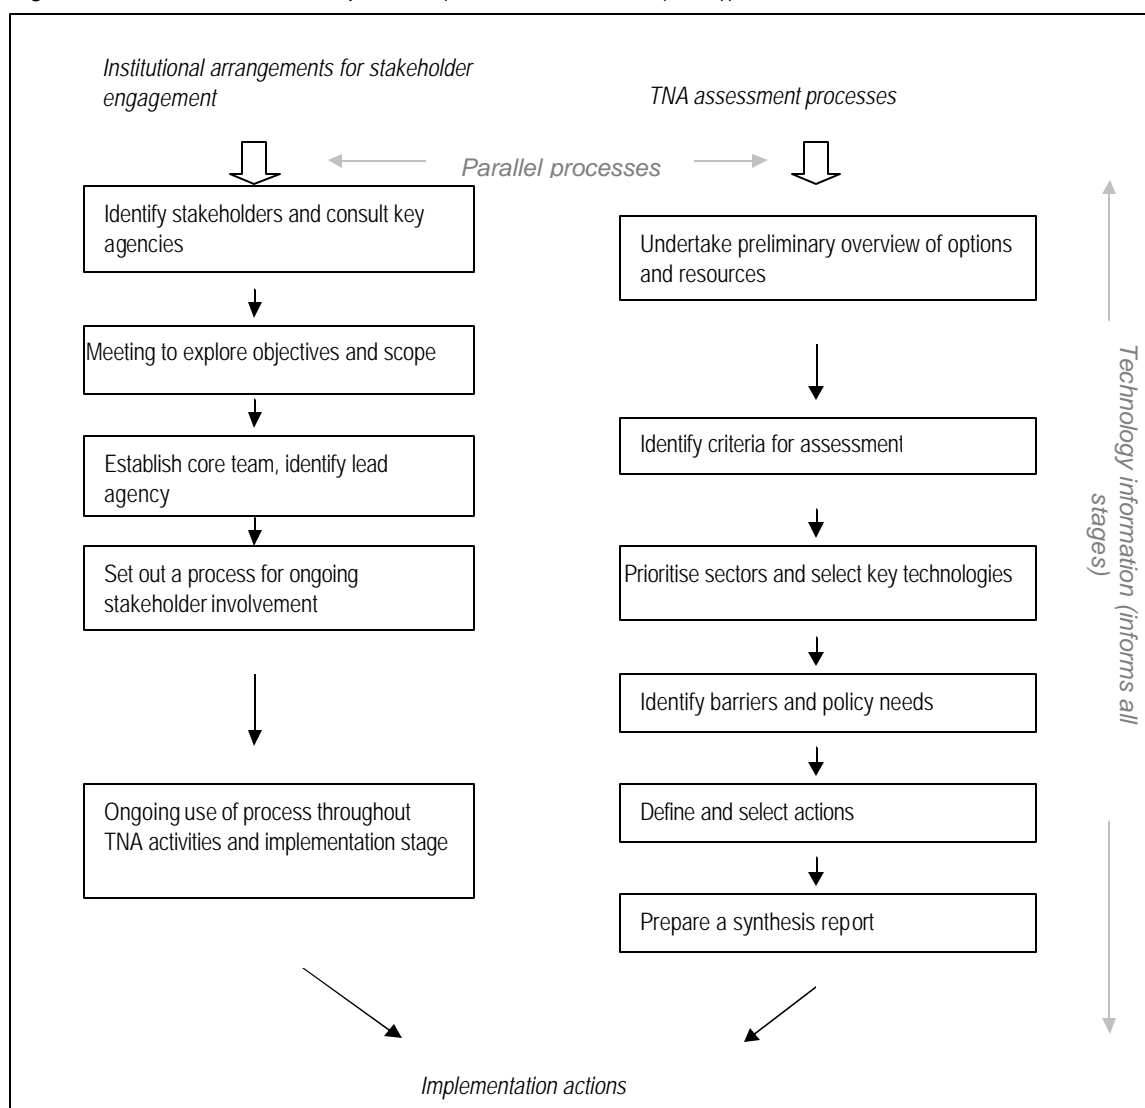 Institutional arrangements for stakeholder
engagement
TNA assessment processes
Parallel processes
Identify stakeholders and consult key
agencies
Meeting to explore objectives and scope
Establish core team, identify lead
agency
Set out a process for ongoing
stakeholder involvement
Ongoing use of process throughout
TNA activities and implementation stage
Undertake preliminary overview of options
and resources
Identify criteria for assessment
Prioritise sectors and select key technologies
Identify barriers and policy needs
Define and select actions
Prepare a synthesis report
Technology information (informs all
stages)
Implementation actions